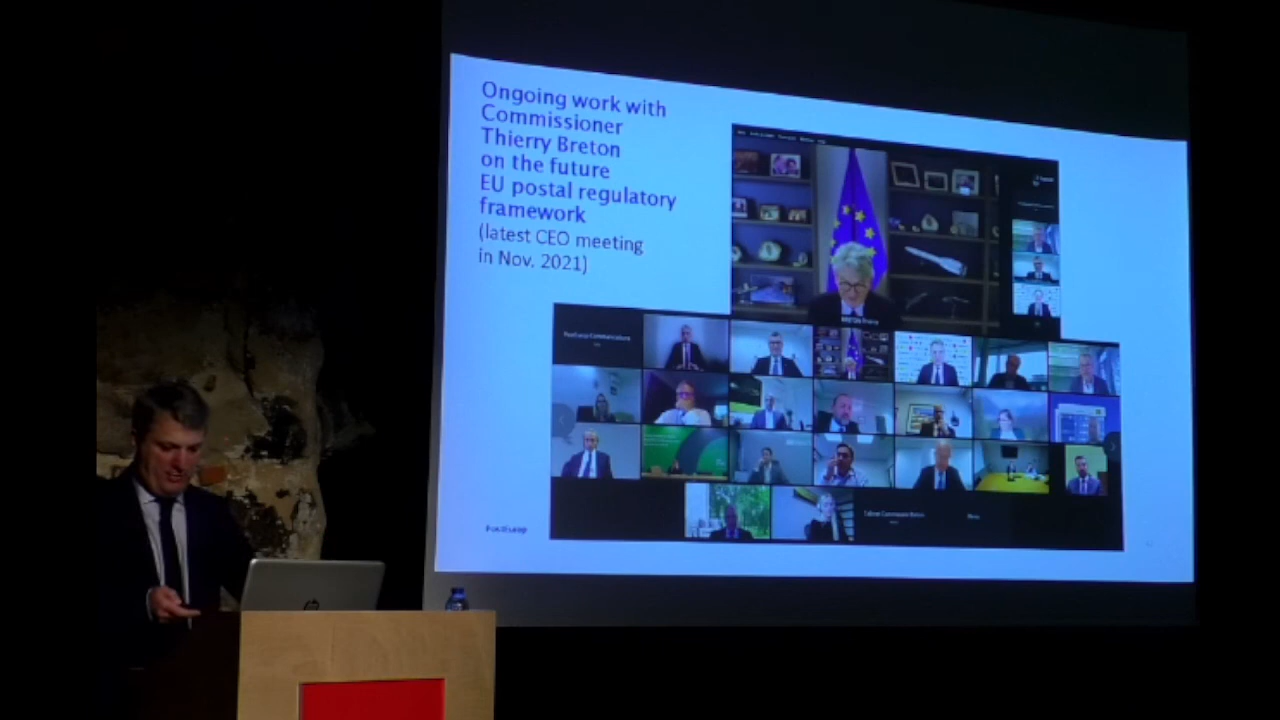 Ongoing work with
Commissioner
Thierry Breton
on the future
EU postal regulatory
framework
(latest CEO meeting
in Nov. 2021)
PostEurop